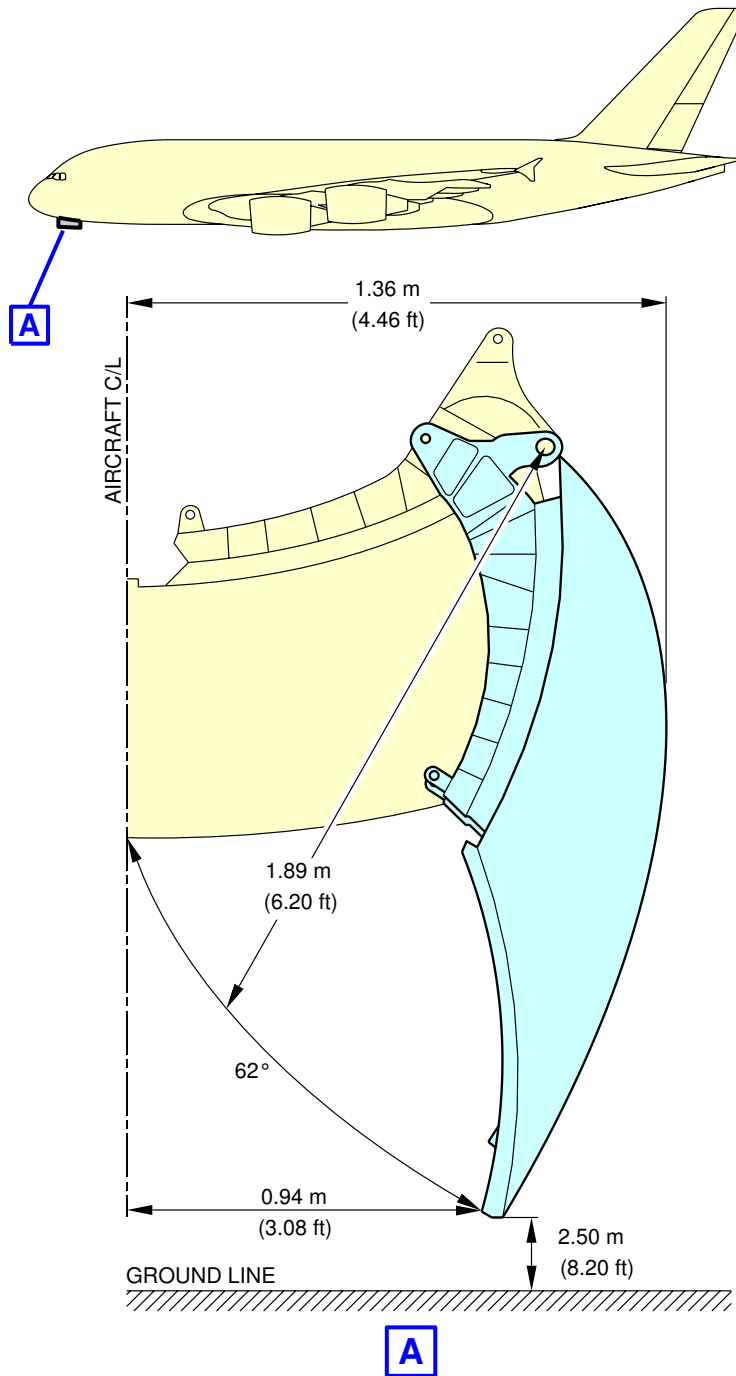 A
1.36 m
(4.46 ft)
AIRCRAFT C/L
1.89 m
(6.20 ft)
62°
0.94 m
(3.08 ft)
2.50 m
(8.20 ft)
GROUND LINE
A